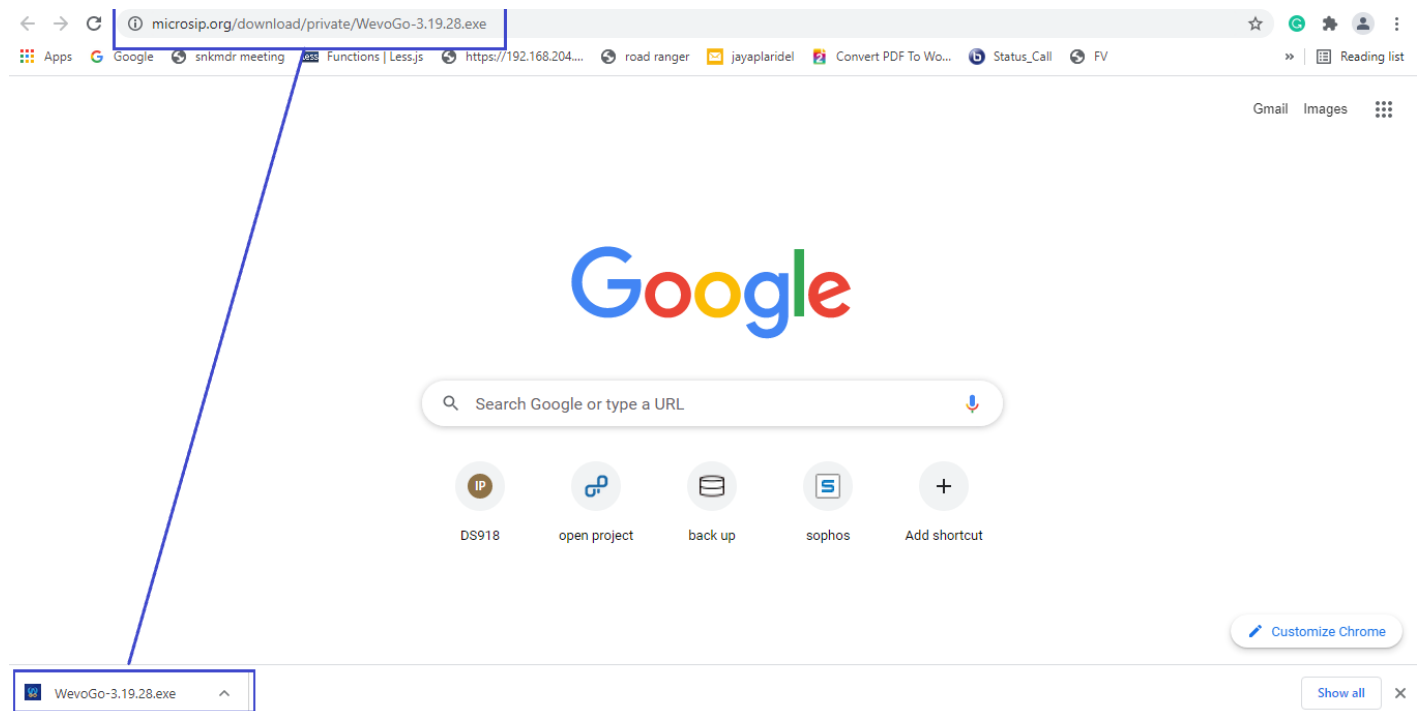 microsip.org/download/private/WevoGo-3.19.28.exe
Apps Google snkmdr meeting Less Functions | Less.js https://192.168.204.... road ranger jayaplaridel Convert PDF To Wo... Status_Call FV » Reading list
Gmail Images
Google
Search Google or type a URL
IP
DS918 open project back up sophos Add shortcut
Customize Chrome
WevoGo-3.19.28.exe Show all